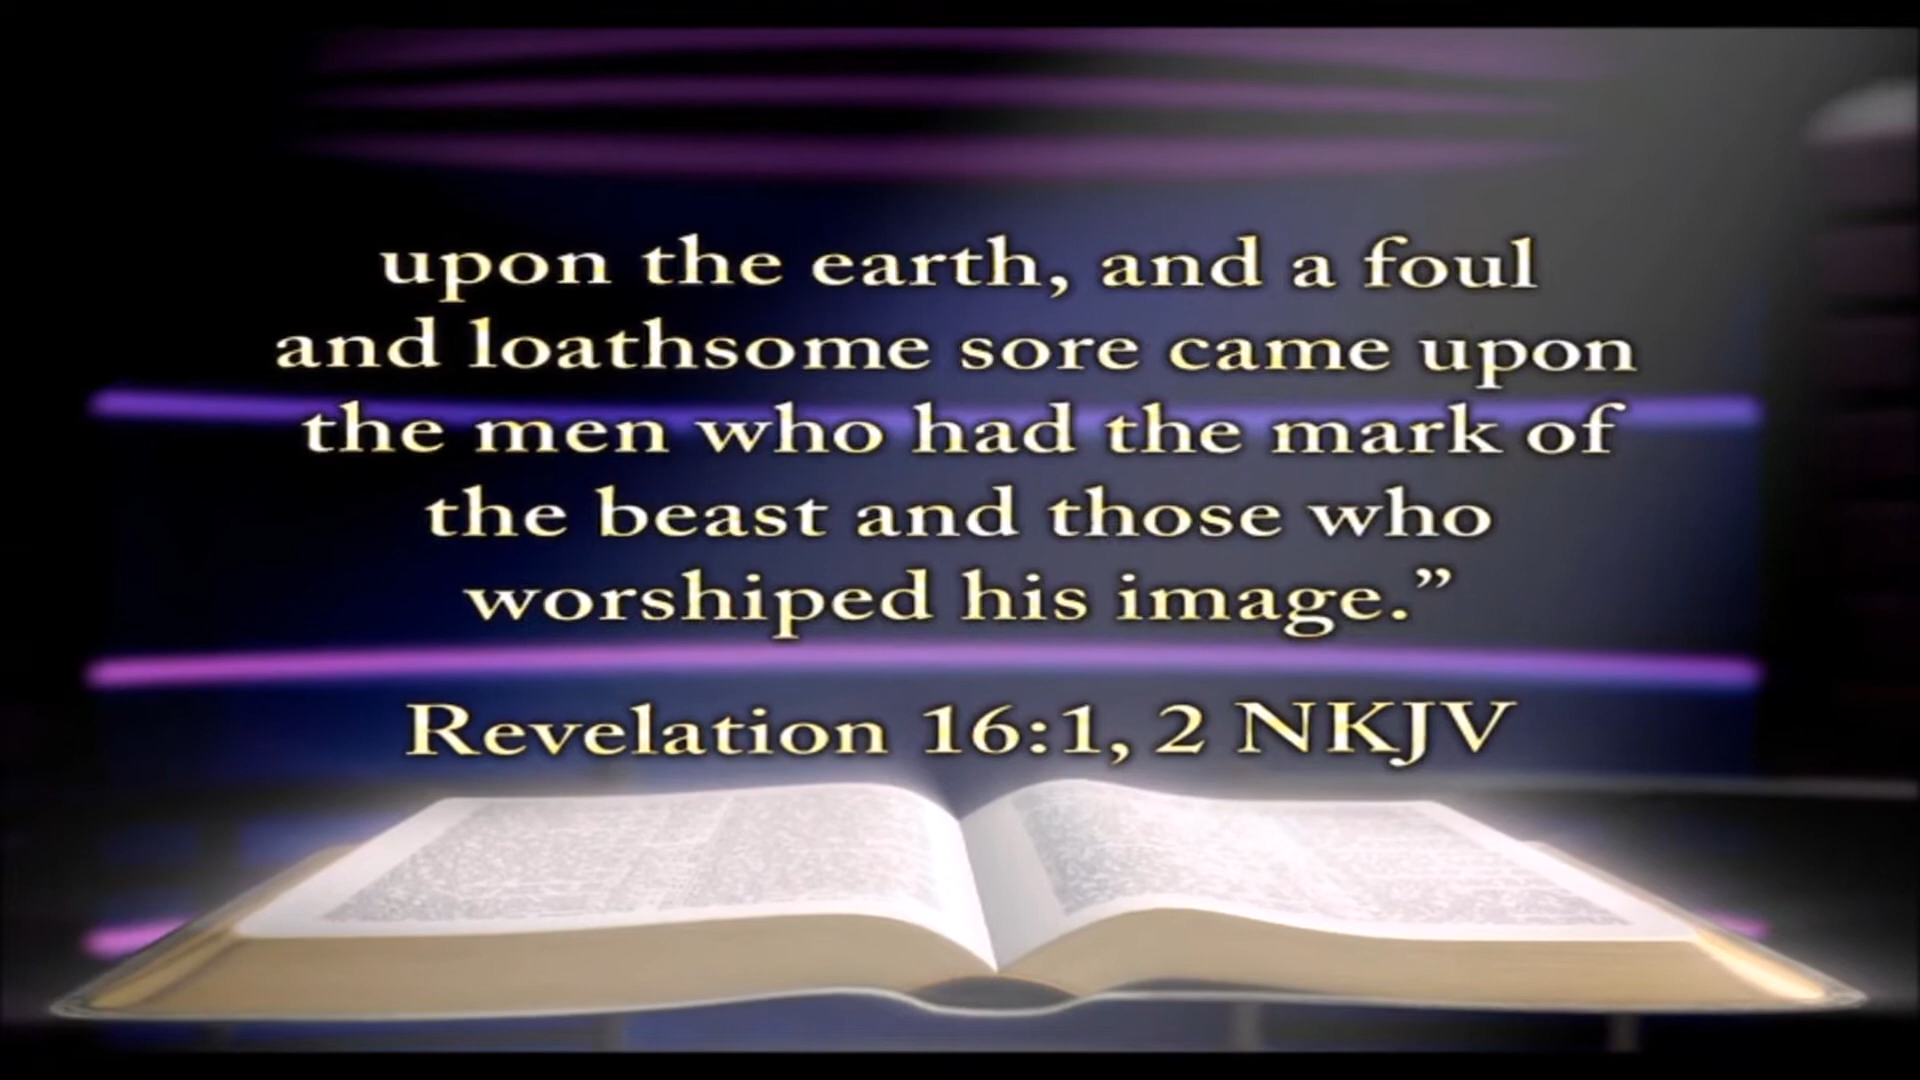 upon the earth, and a foul
and loathsome sore came upon
the men who had the mark of
the beast and those who
worshiped his image.”
Revelation 16:1, 2 NKJV